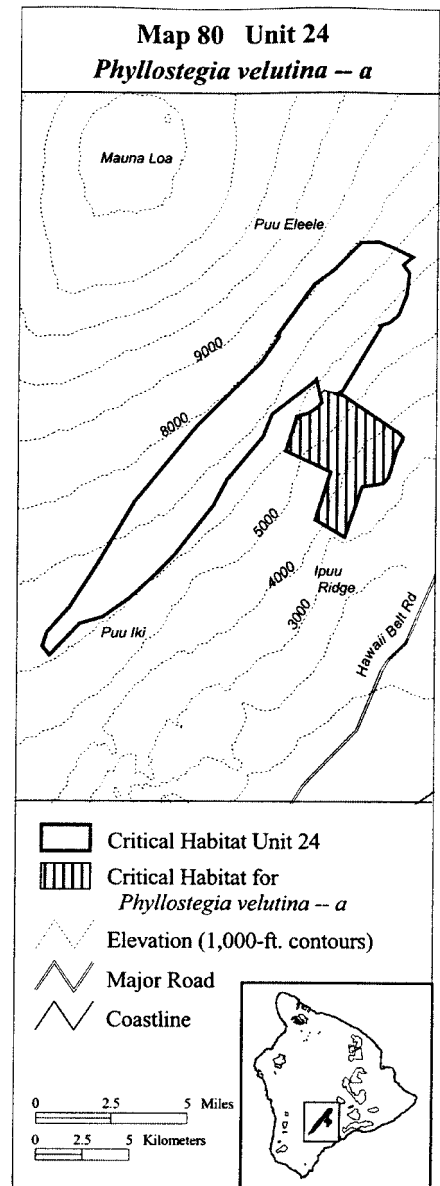 Map 80 Unit 24
Phyllostegia velutina -- a
Mauna Loa
Puu Eleele
9000
8000
5000
4000
3000
Ipuu
Ridge
Puu Iki
Hawaii Belt Rd
Critical Habitat Unit 24
Critical Habitat for
Phyllostegia velutina -- a
Elevation (1,000-ft. contours)
Major Road
Coastline
0 2.5 5 Miles
0 2.5 5 Kilometers